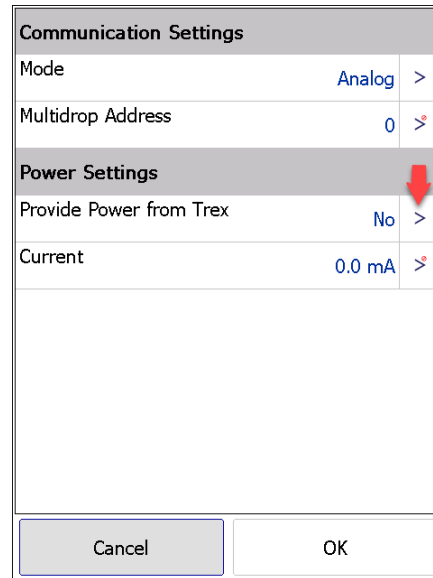 Communication Settings
Mode
Analog >
Multidrop Address
0 >
Power Settings
Provide Power from Trex
No >
Current
0.0 mA >
Cancel OK